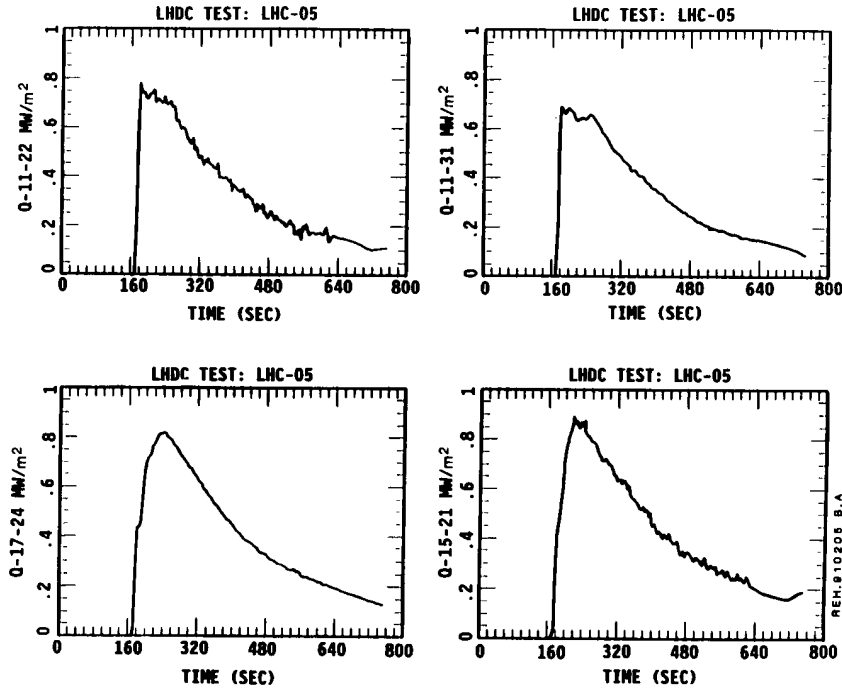 LHDC TEST: LHC-05
Q-11-22 MW/m²
1
.8
.6
.4
.2
0
0 160 320 480 640 800
TIME (SEC)
LHDC TEST: LHC-05
Q-11-31 MW/m²
1
.8
.6
.4
.2
0
0 160 320 480 640 800
TIME (SEC)
LHDC TEST: LHC-05
Q-17-24 MW/m²
1
.8
.6
.4
.2
0
0 160 320 480 640 800
TIME (SEC)
LHDC TEST: LHC-05
Q-15-21 MW/m²
1
.8
.6
.4
.2
0
0 160 320 480 640 800
TIME (SEC)
REH.910205 B.A